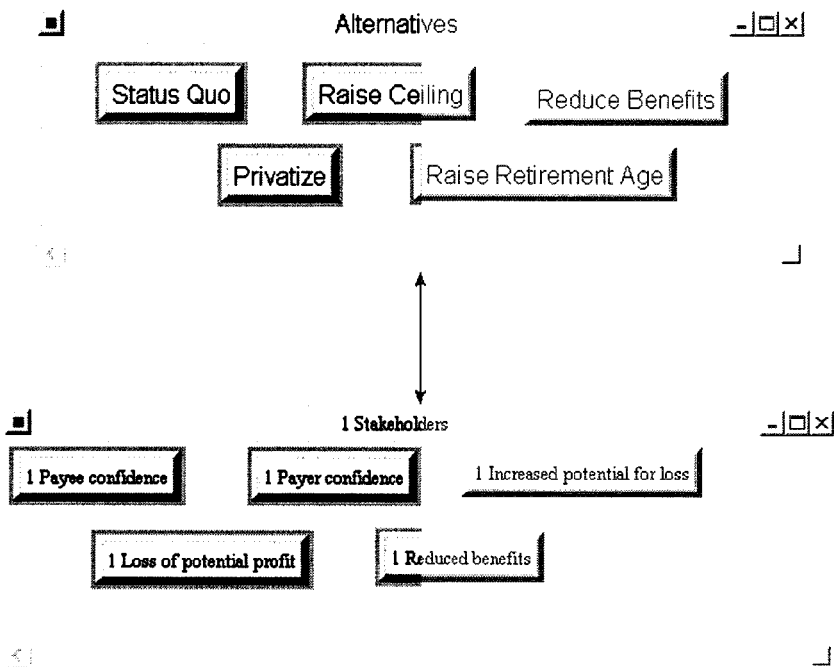 Alternatives
Status Quo
Raise Ceiling
Reduce Benefits
Privatize
Raise Retirement Age
1 Stakeholders
1 Payee confidence
1 Payer confidence
1 Increased potential for loss
1 Loss of potential profit
1 Reduced benefits